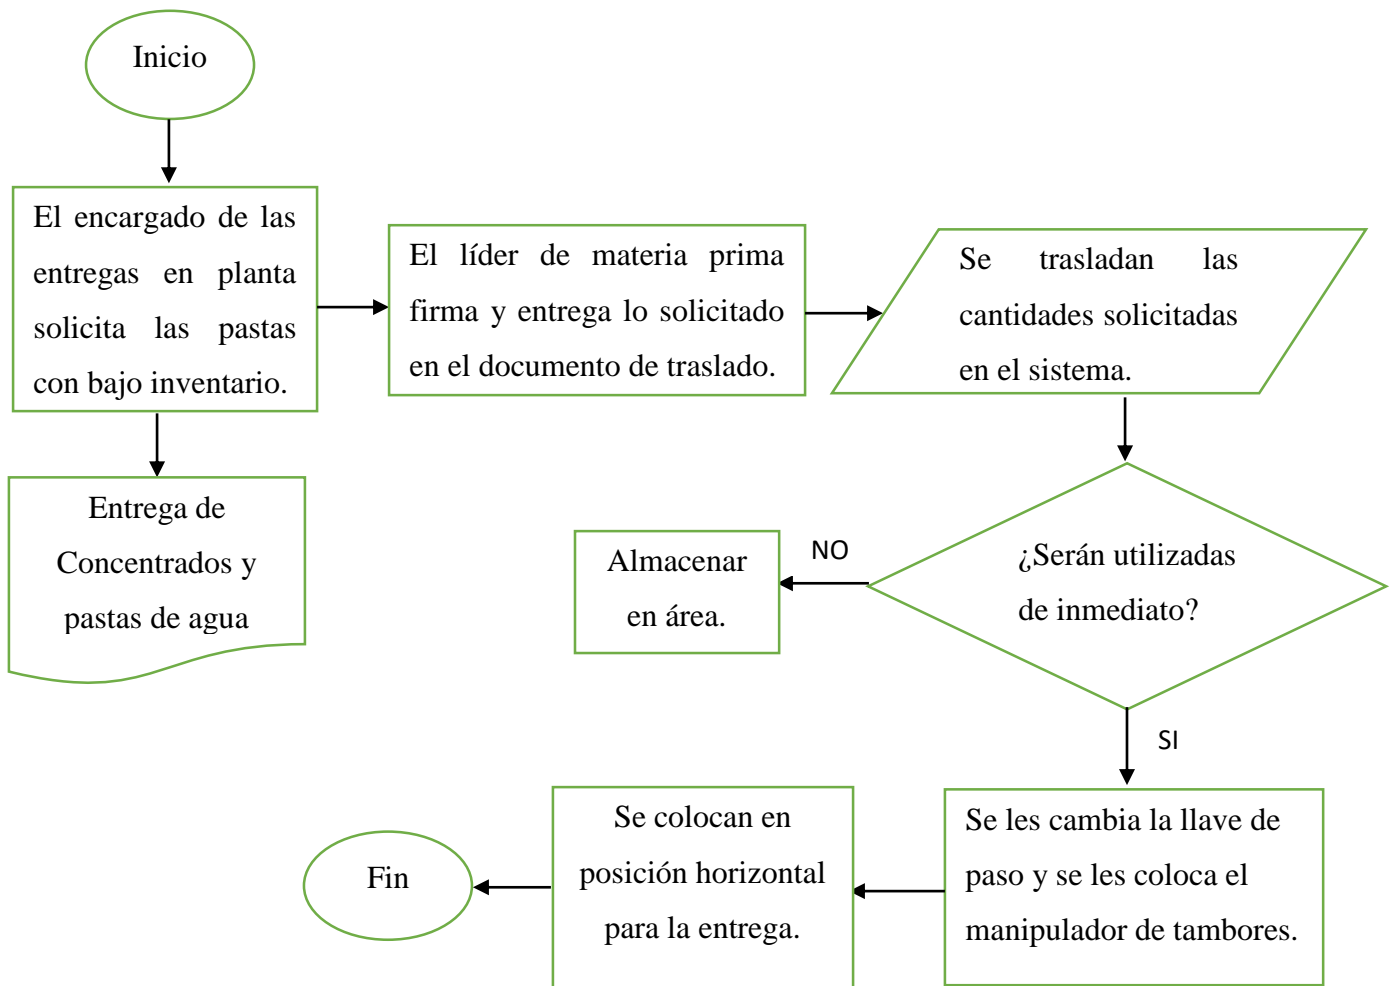 Inicio
El encargado de las
entregas en planta
solicita las pastas
con bajo inventario.
El líder de materia prima
firma y entrega lo solicitado
en el documento de traslado.
Se trasladan las
cantidades solicitadas
en el sistema.
Entrega de
Concentrados y
pastas de agua
Almacenar
en área.
NO
¿Serán utilizadas
de inmediato?
SI
Fin
Se colocan en
posición horizontal
para la entrega.
Se les cambia la llave de
paso y se les coloca el
manipulador de tambores.